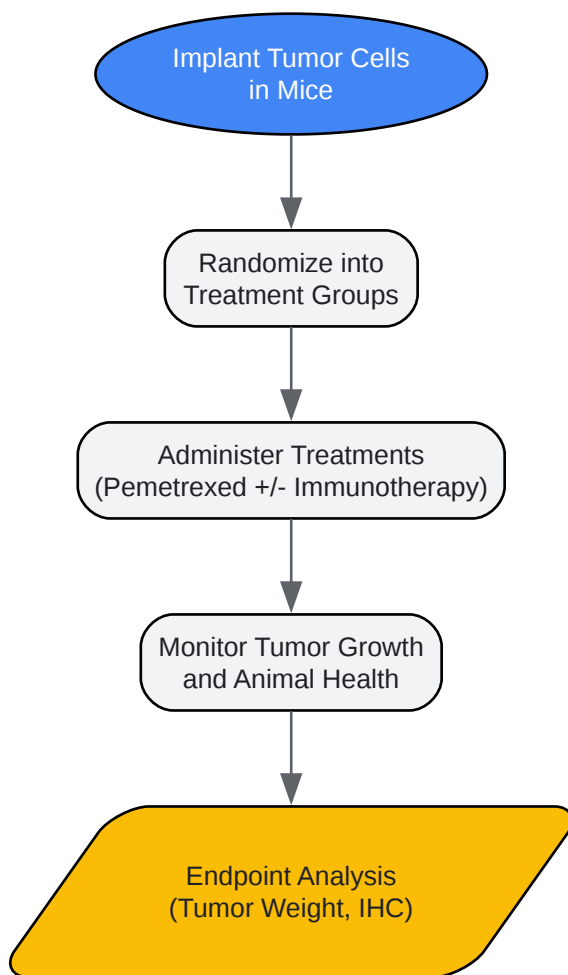 Implant Tumor Cells
in Mice
Randomize into
Treatment Groups
Administer Treatments
(Pemetrexed +/- Immunotherapy)
Monitor Tumor Growth
and Animal Health
Endpoint Analysis
(Tumor Weight, IHC)